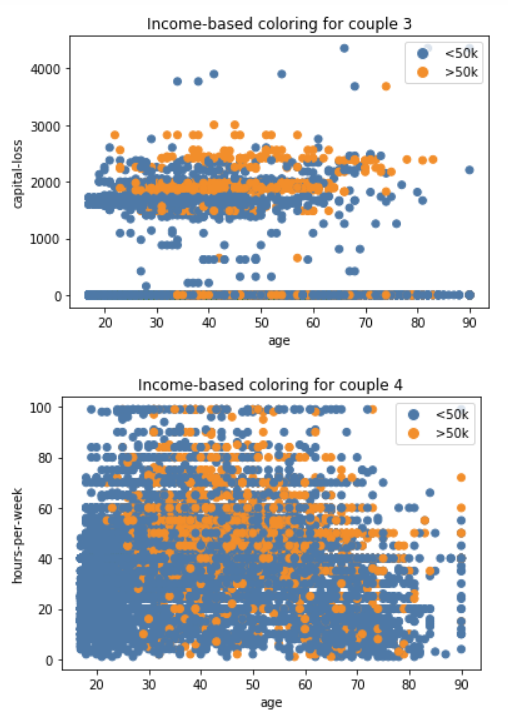 Income-based coloring for couple 3
<50k
>50k
4000
3000
2000
1000
0
capital-loss
20 30 40 50 60 70 80 90
age
Income-based coloring for couple 4
<50k
>50k
100
80
60
40
20
0
hours-per-week
20 30 40 50 60 70 80 90
age